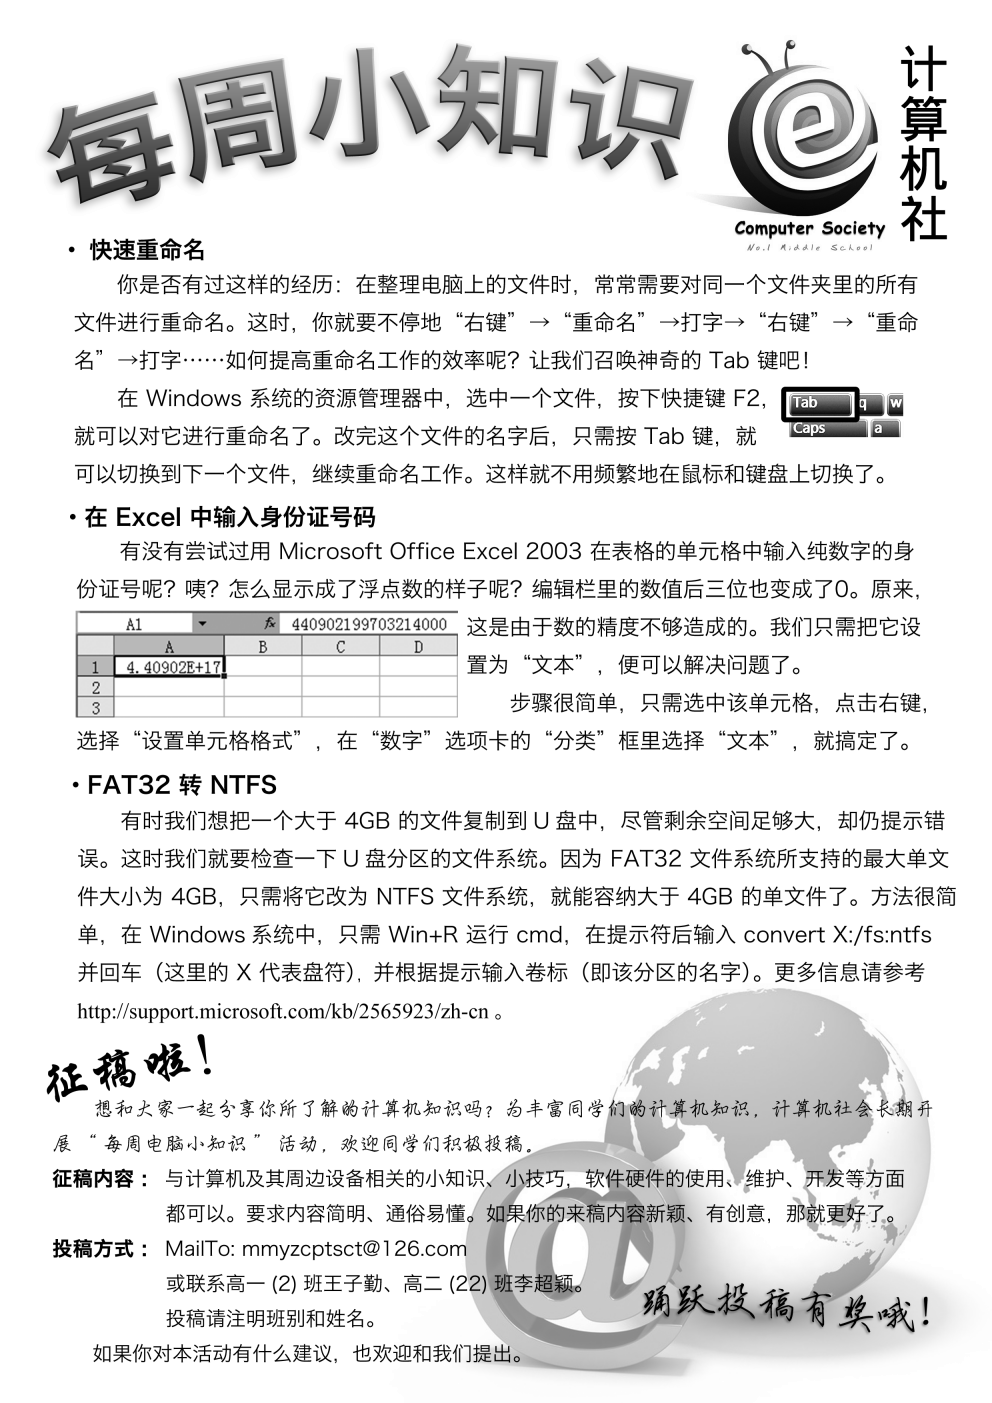 每周小知识
计算机社
Computer Society
No.1 Middle School
• 快速重命名
你是否有过这样的经历：在整理电脑上的文件时，常常需要对同一个文件夹里的所有
文件进行重命名。这时，你就要不停地“右键”→“重命名”→打字→“右键”→“重命
名”→打字……如何提高重命名工作的效率呢？让我们召唤神奇的 Tab 键吧！
在 Windows 系统的资源管理器中，选中一个文件，按下快捷键 F2，
就可以对它进行重命名了。改完这个文件的名字后，只需按 Tab 键，就
可以切换到下一个文件，继续重命名工作。这样就不用频繁地在鼠标和键盘上切换了。
Tab q w
Caps a
• 在 Excel 中输入身份证号码
有没有尝试过用 Microsoft Office Excel 2003 在表格的单元格中输入纯数字的身
份证号呢？咦？怎么显示成了浮点数的样子呢？编辑栏里的数值后三位也变成了0。原来，
A1 fx 440902199703214000
A B C D
1 4.40902E+17
2
3
这是由于数的精度不够造成的。我们只需把它设
置为“文本”，便可以解决问题了。
步骤很简单，只需选中该单元格，点击右键，
选择“设置单元格格式”，在“数字”选项卡的“分类”框里选择“文本”，就搞定了。
• FAT32 转 NTFS
有时我们想把一个大于 4GB 的文件复制到 U 盘中，尽管剩余空间足够大，却仍提示错
误。这时我们就要检查一下 U 盘分区的文件系统。因为 FAT32 文件系统所支持的最大单文
件大小为 4GB，只需将它改为 NTFS 文件系统，就能容纳大于 4GB 的单文件了。方法很简
单，在 Windows 系统中，只需 Win+R 运行 cmd，在提示符后输入 convert X:/fs:ntfs
并回车（这里的 X 代表盘符），并根据提示输入卷标（即该分区的名字）。更多信息请参考
http://support.microsoft.com/kb/2565923/zh-cn 。
征稿啦！
想和大家一起分享你所了解的计算机知识吗？为丰富同学们的计算机知识，计算机社会长期开
展“每周电脑小知识”活动，欢迎同学们积极投稿。
征稿内容： 与计算机及其周边设备相关的小知识、小技巧，软件硬件的使用、维护、开发等方面
都可以。要求内容简明、通俗易懂。如果你的来稿内容新颖、有创意，那就更好了。
投稿方式： MailTo: mmyzcptsct@126.com
或联系高一 (2) 班王子勤、高二 (22) 班李超颖。
投稿请注明班别和姓名。
踊跃投稿有奖哦！
如果你对本活动有什么建议，也欢迎和我们提出。